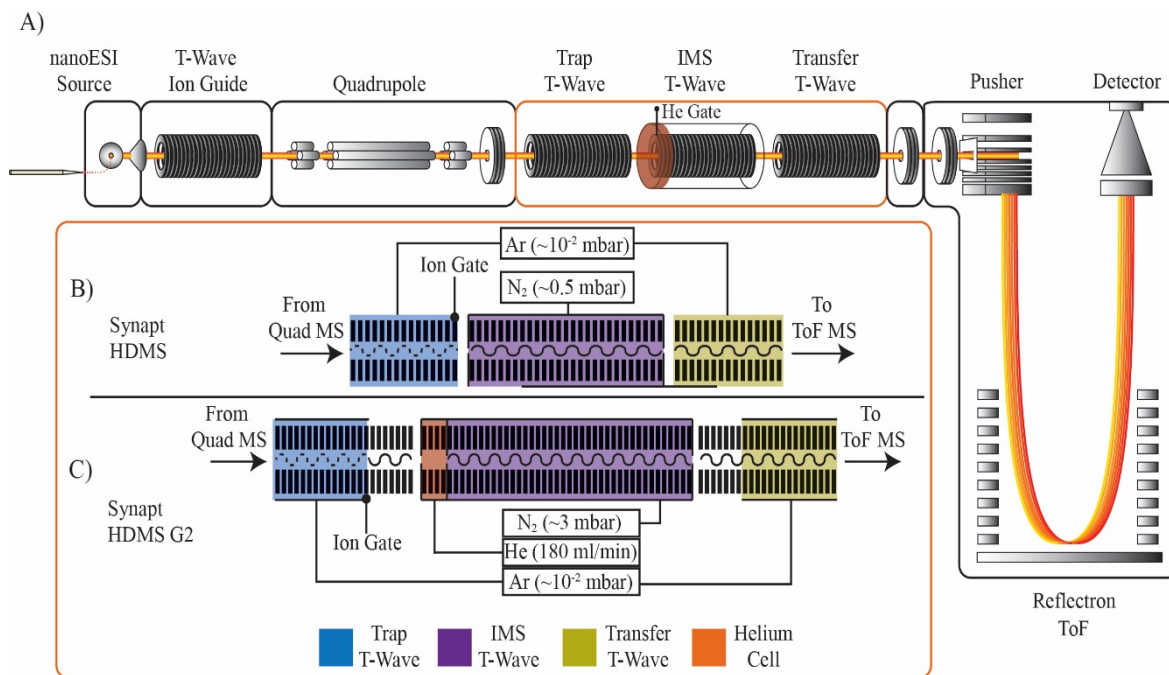 A)
nanoESI
Source
T-Wave
Ion Guide
Quadrupole
Trap
T-Wave
IMS
T-Wave
Transfer
T-Wave
Pusher
Detector
He Gate
B)
Synapt
HDMS
From
Quad MS
Ion Gate
Ar (~10⁻² mbar)
N₂ (~0.5 mbar)
To
ToF MS
C)
Synapt
HDMS G2
From
Quad MS
Ion Gate
N₂ (~3 mbar)
He (180 ml/min)
Ar (~10⁻² mbar)
To
ToF MS
Trap
T-Wave
IMS
T-Wave
Transfer
T-Wave
Helium
Cell
Reflectron
ToF